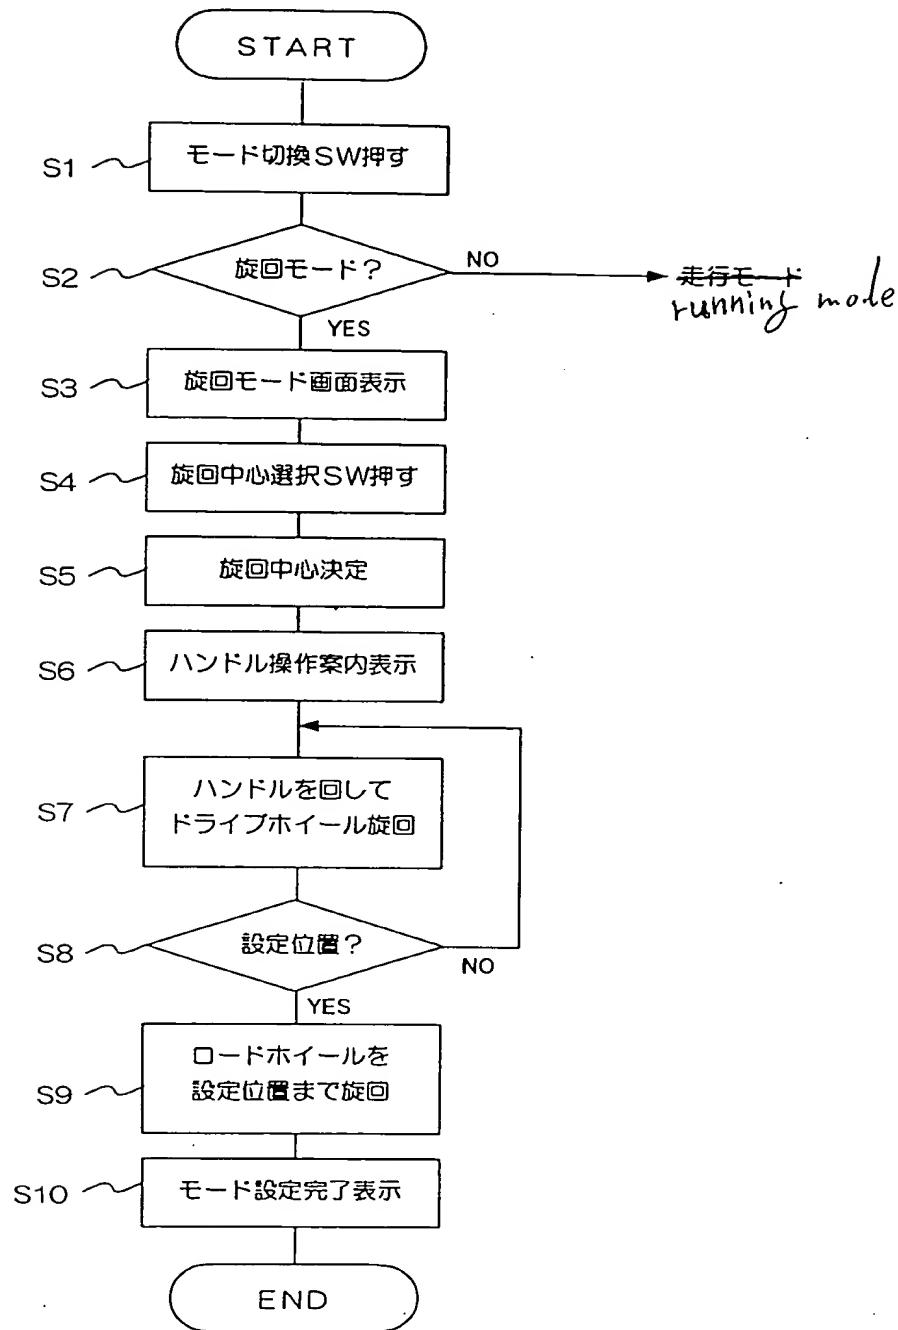 START
S1
モード切換SW押す
S2
旋回モード?
NO
走行モード
running mode
YES
S3
旋回モード画面表示
S4
旋回中心選択SW押す
S5
旋回中心決定
S6
ハンドル操作案内表示
S7
ハンドルを回して
ドライブホイール旋回
S8
設定位置?
NO
YES
S9
ロードホイールを
設定位置まで旋回
S10
モード設定完了表示
END